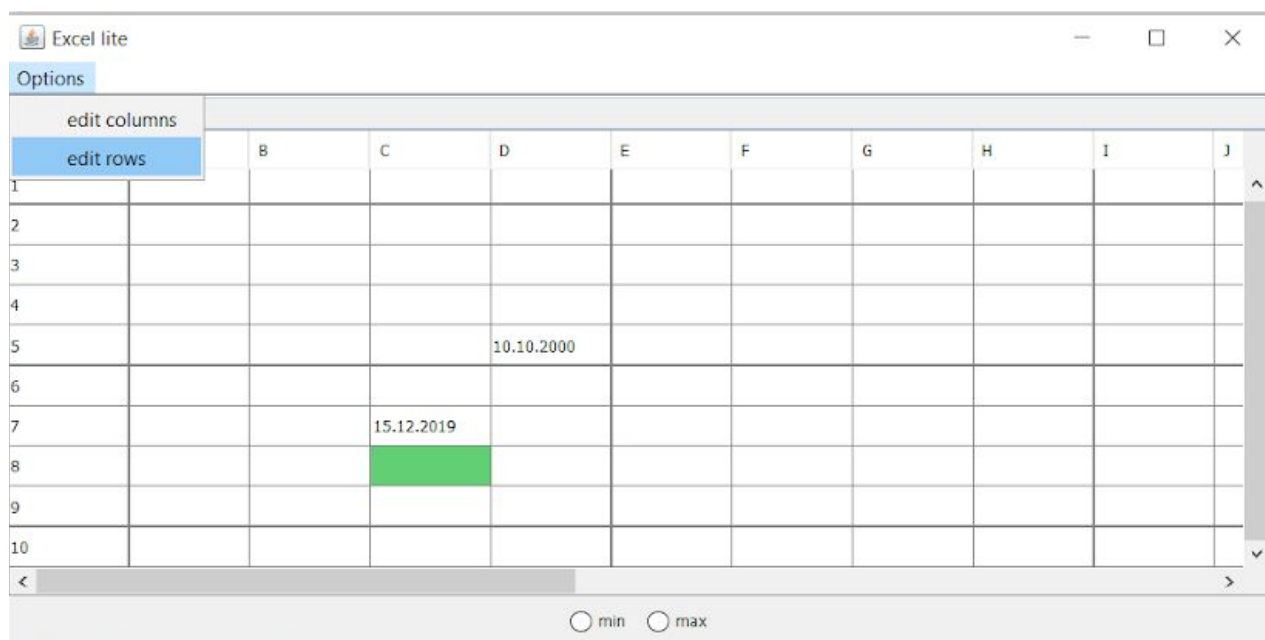 Excel lite
Options
edit columns
edit rows
B C D E F G H I J
1
2
3
4
5 10.10.2000
6
7 15.12.2019
8
9
10
min max